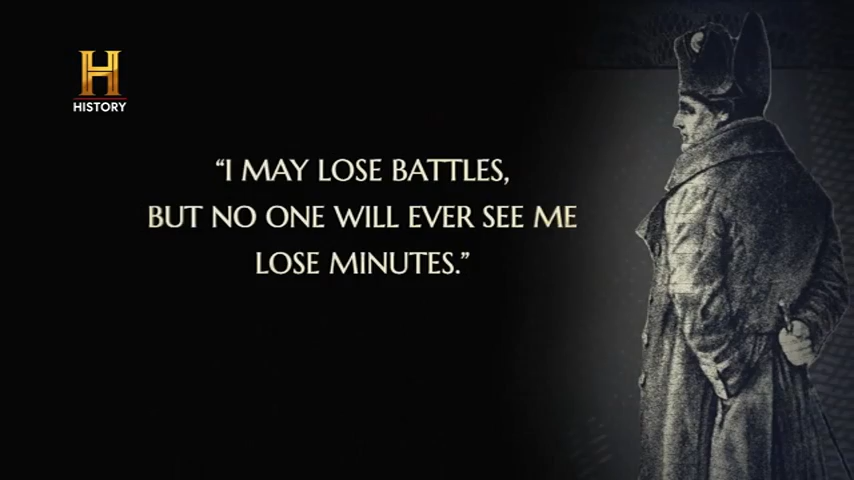 H
HISTORY
“I MAY LOSE BATTLES,
BUT NO ONE WILL EVER SEE ME
LOSE MINUTES.”